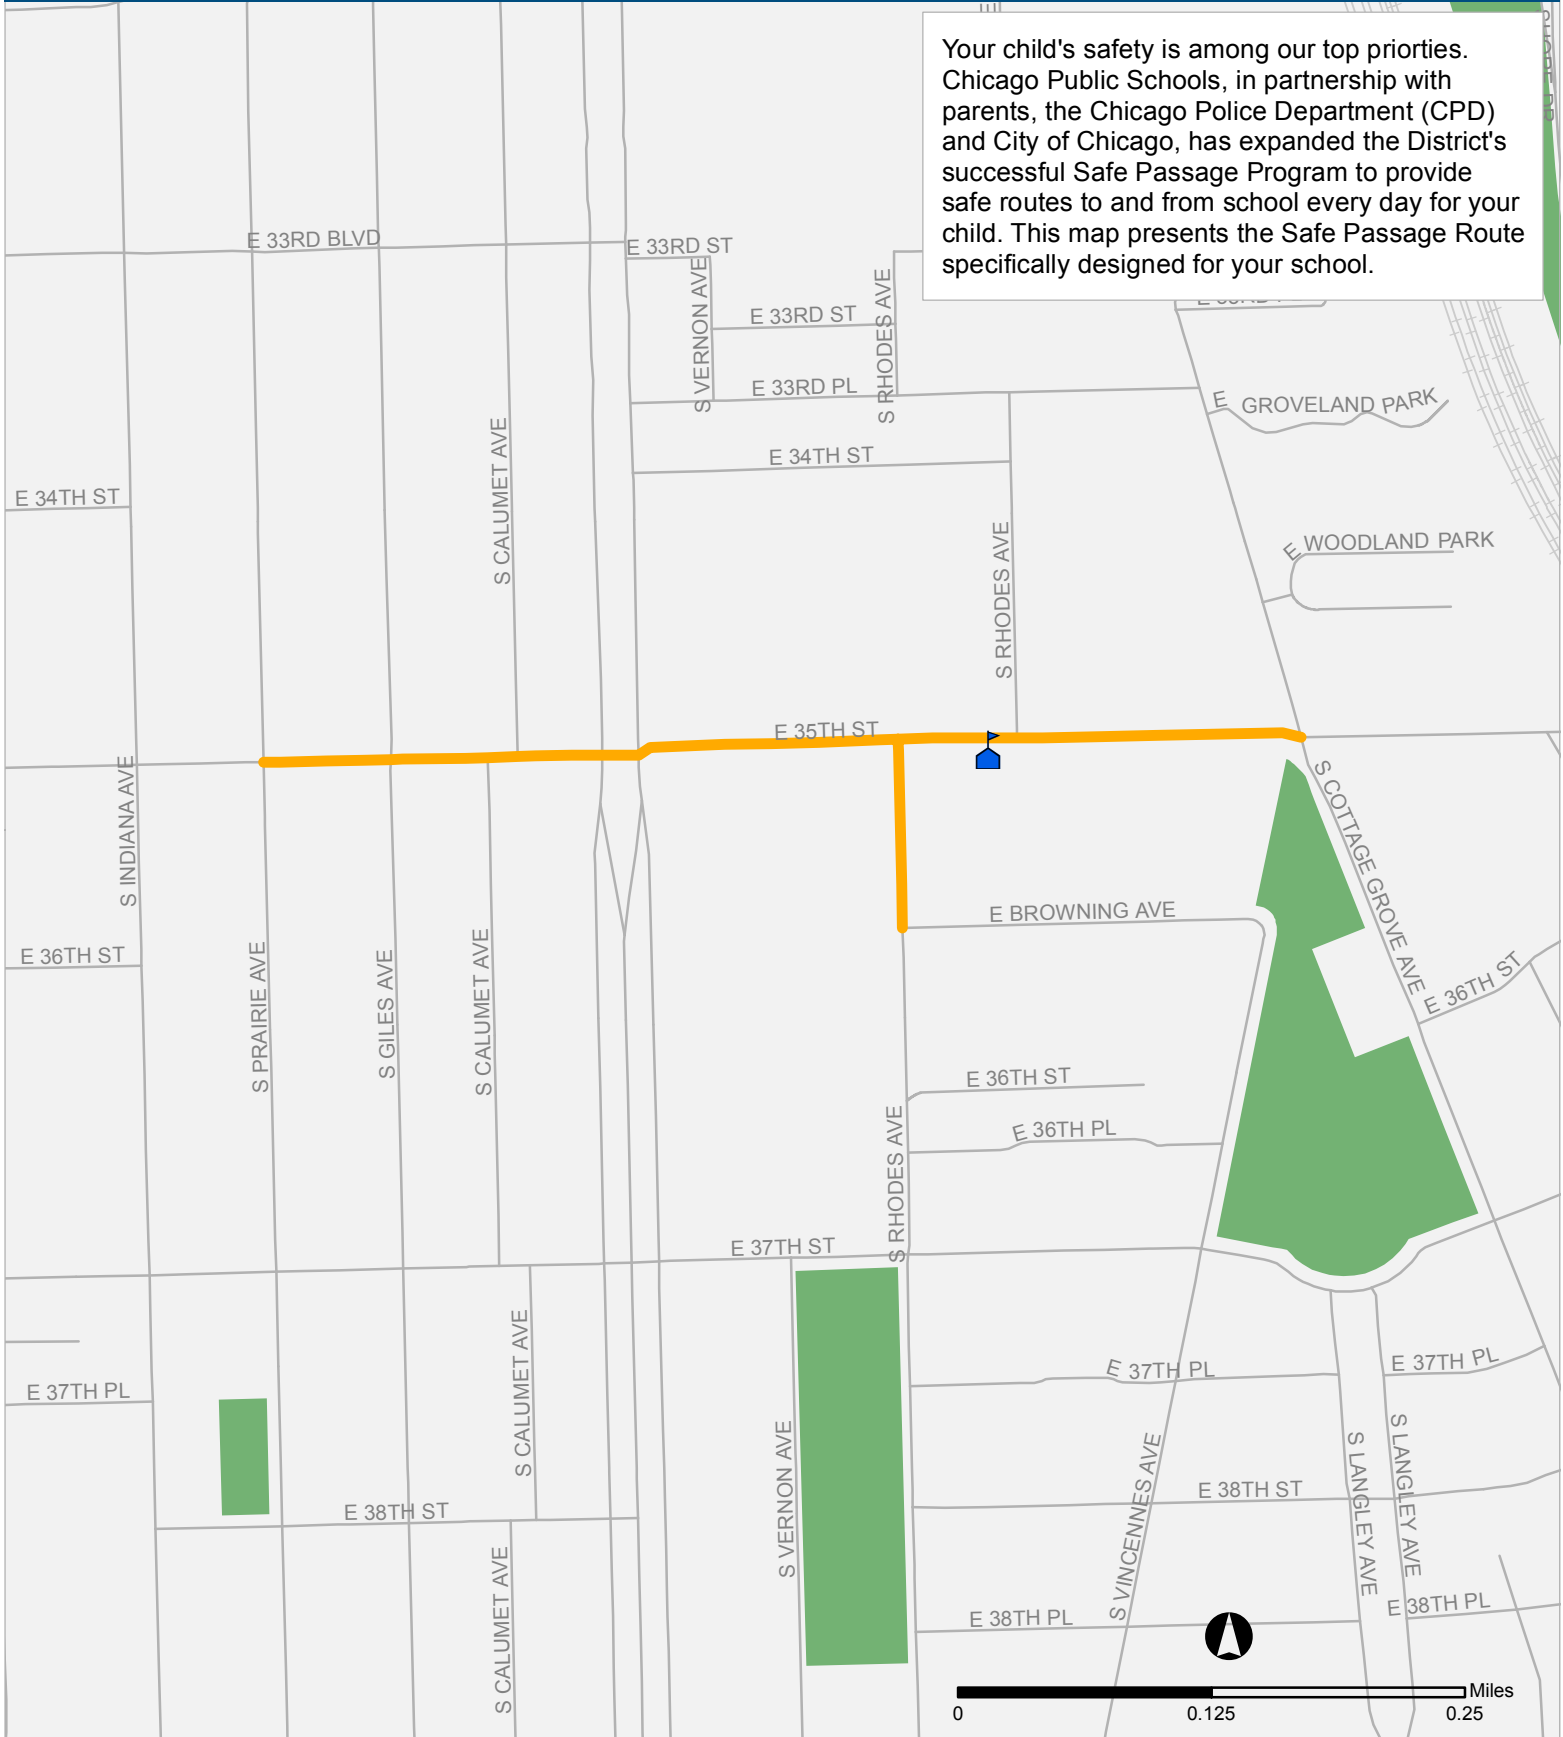 Your child's safety is among our top priorties.
Chicago Public Schools, in partnership with
parents, the Chicago Police Department (CPD)
and City of Chicago, has expanded the District's
successful Safe Passage Program to provide
safe routes to and from school every day for your
child. This map presents the Safe Passage Route
specifically designed for your school.
E 33RD BLVD
E 33RD ST
S VERNON AVE
E 33RD ST
S RHODES AVE
E 33RD PL
E GROVELAND PARK
S CALUMET AVE
E 34TH ST
E 34TH ST
S RHODES AVE
E WOODLAND PARK
E 35TH ST
S INDIANA AVE
S COTTAGE GROVE AVE
E BROWNING AVE
E 36TH ST
S PRAIRIE AVE
S GILES AVE
S CALUMET AVE
E 36TH ST
E 36TH ST
E 36TH PL
S RHODES AVE
E 37TH ST
S CALUMET AVE
E 37TH PL
E 37TH PL
E 37TH PL
S VERNON AVE
S VINCENNES AVE
S LANGLEY AVE
S LANGLEY AVE
E 38TH ST
E 38TH ST
S CALUMET AVE
E 38TH PL
E 38TH PL
Miles
0
0.125
0.25